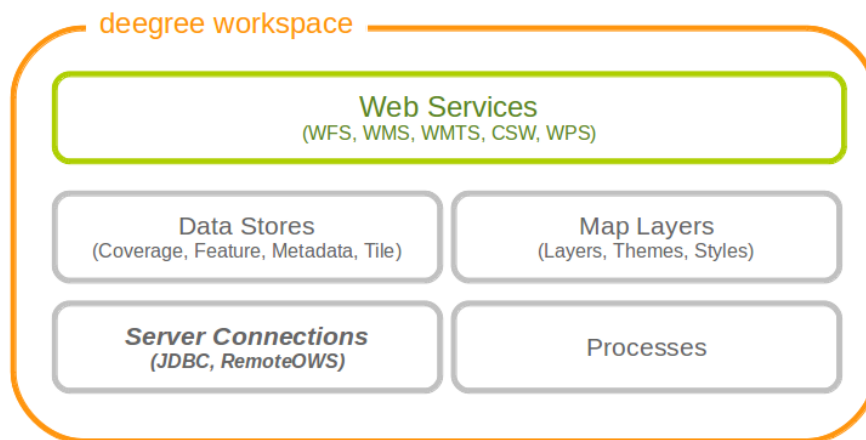 deegree workspace
Web Services
(WFS, WMS, WMTS, CSW, WPS)
Data Stores
(Coverage, Feature, Metadata, Tile)
Map Layers
(Layers, Themes, Styles)
Server Connections
(JDBC, RemoteOWS)
Processes